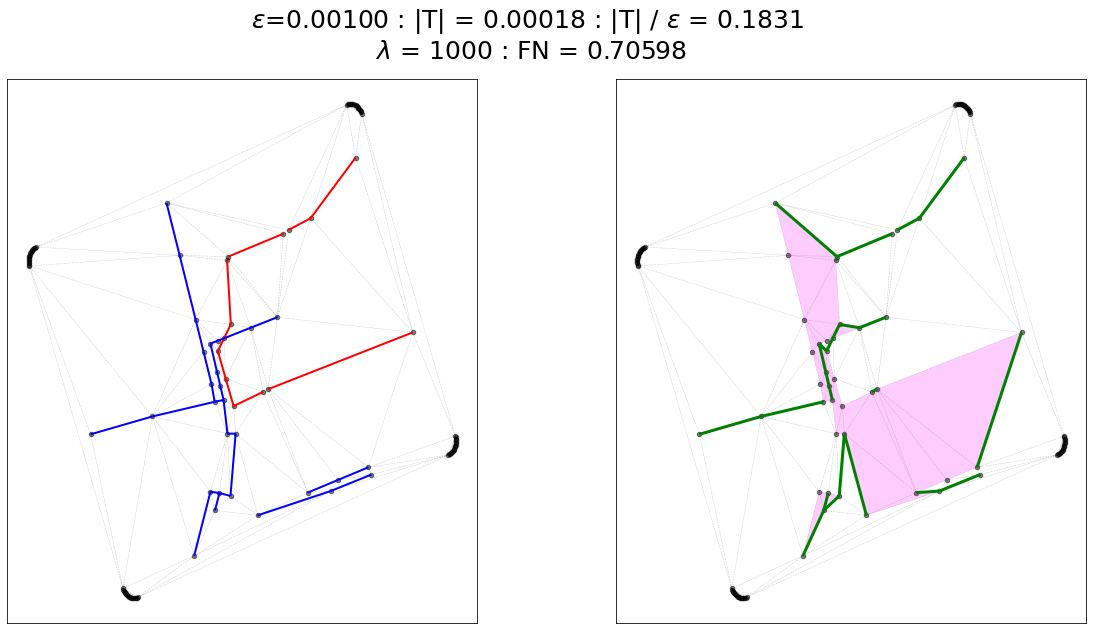 ε=0.00100 : |T| = 0.00018 : |T| / ε = 0.1831
λ = 1000 : FN = 0.70598